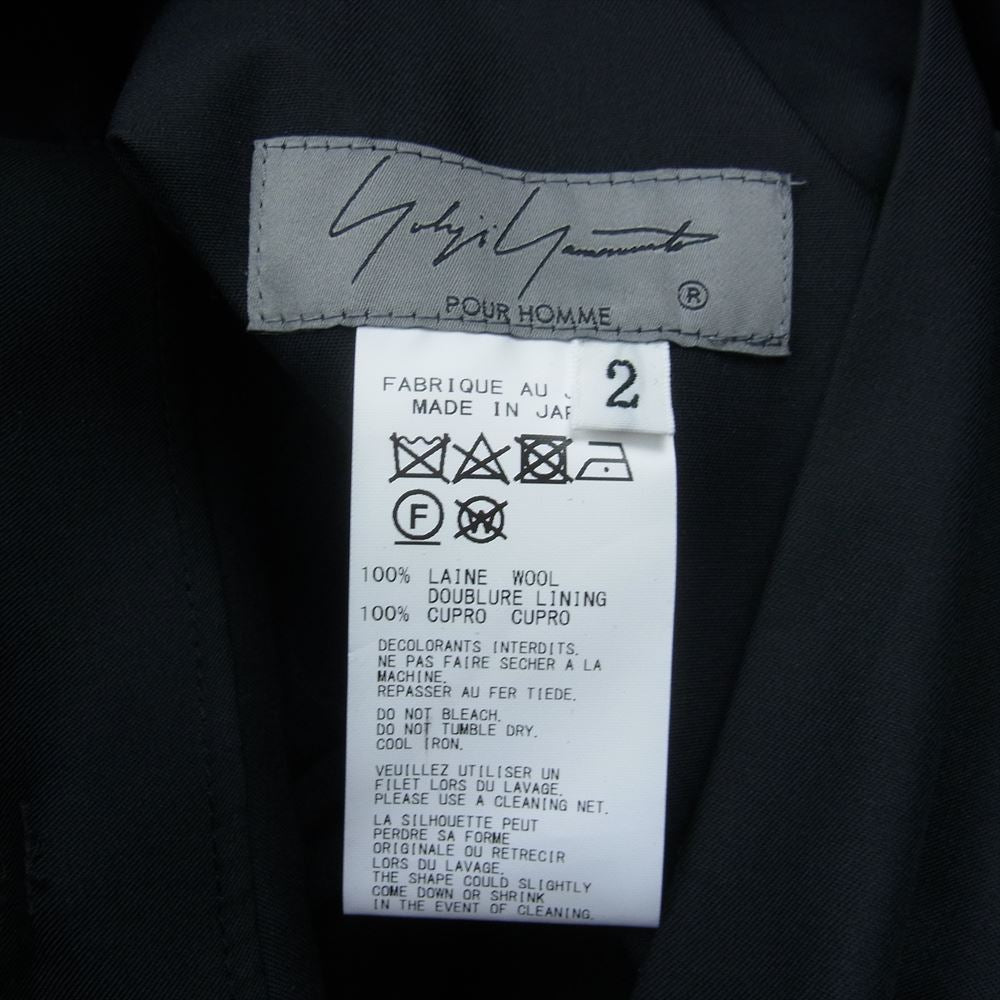 Yohji Yamamoto
POUR HOMME ®
2
FABRIQUE AU
MADE IN JAP
F
W
100% LAINE WOOL
DOUBLURE LINING
100% CUPRO CUPRO
DECOLORANTS INTERDITS.
NE PAS FAIRE SECHER A LA
MACHINE.
REPASSER AU FER TIEDE.
DO NOT BLEACH.
DO NOT TUMBLE DRY.
COOL IRON.
VEUILLEZ UTILISER UN
FILET LORS DU LAVAGE.
PLEASE USE A CLEANING NET.
LA SILHOUETTE PEUT
PERDRE SA FORME
ORIGINALE OU RETRECIR
LORS DU LAVAGE.
THE SHAPE COULD SLIGHTLY
COME DOWN OR SHRINK
IN THE EVENT OF CLEANING.